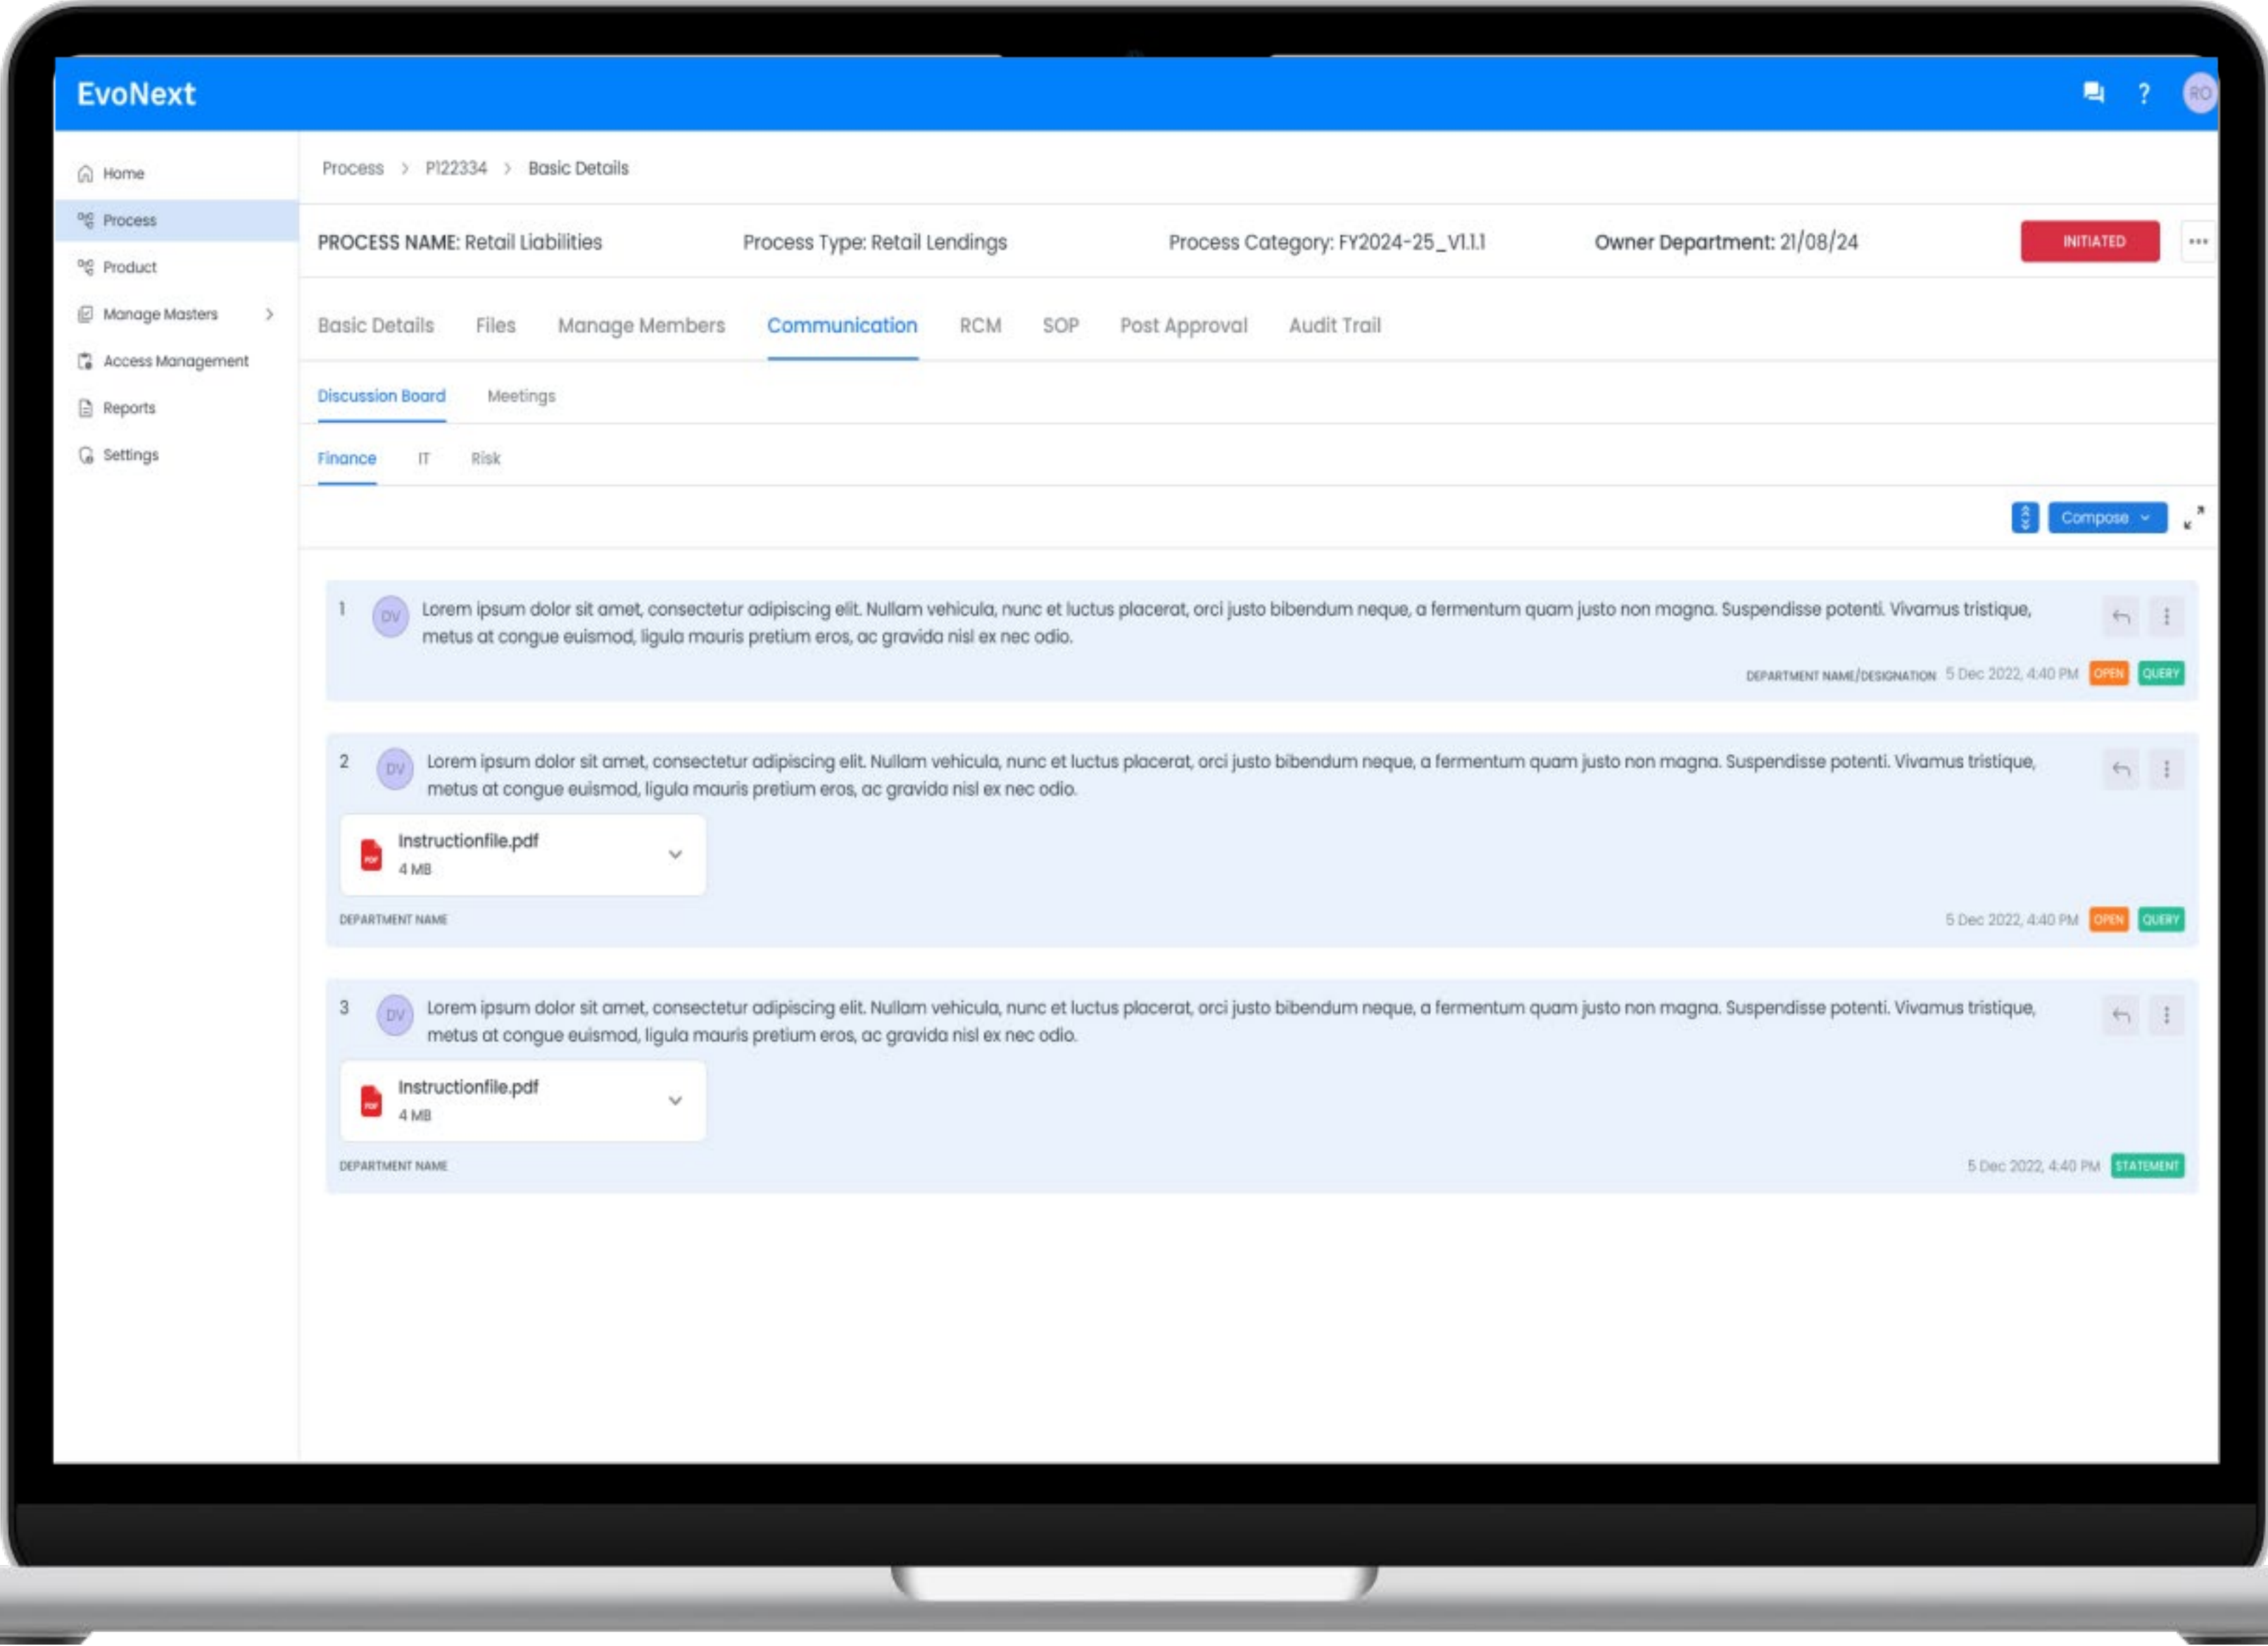 EvoNext
?
RO
Home
Process
Product
Manage Masters
Access Management
Reports
Settings
Process > P122334 > Basic Details
PROCESS NAME: Retail Liabilities
Process Type: Retail Lendings
Process Category: FY2024-25_V1.1.1
Owner Department: 21/08/24
INITIATED
Basic Details Files Manage Members Communication RCM SOP Post Approval Audit Trail
Discussion Board Meetings
Finance IT Risk
Compose
1 DV Lorem ipsum dolor sit amet, consectetur adipiscing elit. Nullam vehicula, nunc et luctus placerat, orci justo bibendum neque, a fermentum quam justo non magna. Suspendisse potenti. Vivamus tristique,
metus at congue euismod, ligula mauris pretium eros, ac gravida nisl ex nec odio.
DEPARTMENT NAME/DESIGNATION 5 Dec 2022, 4:40 PM OPEN QUERY
2 DV Lorem ipsum dolor sit amet, consectetur adipiscing elit. Nullam vehicula, nunc et luctus placerat, orci justo bibendum neque, a fermentum quam justo non magna. Suspendisse potenti. Vivamus tristique,
metus at congue euismod, ligula mauris pretium eros, ac gravida nisl ex nec odio.
PDF Instructionfile.pdf
4 MB
DEPARTMENT NAME 5 Dec 2022, 4:40 PM OPEN QUERY
3 DV Lorem ipsum dolor sit amet, consectetur adipiscing elit. Nullam vehicula, nunc et luctus placerat, orci justo bibendum neque, a fermentum quam justo non magna. Suspendisse potenti. Vivamus tristique,
metus at congue euismod, ligula mauris pretium eros, ac gravida nisl ex nec odio.
PDF Instructionfile.pdf
4 MB
DEPARTMENT NAME 5 Dec 2022, 4:40 PM STATEMENT